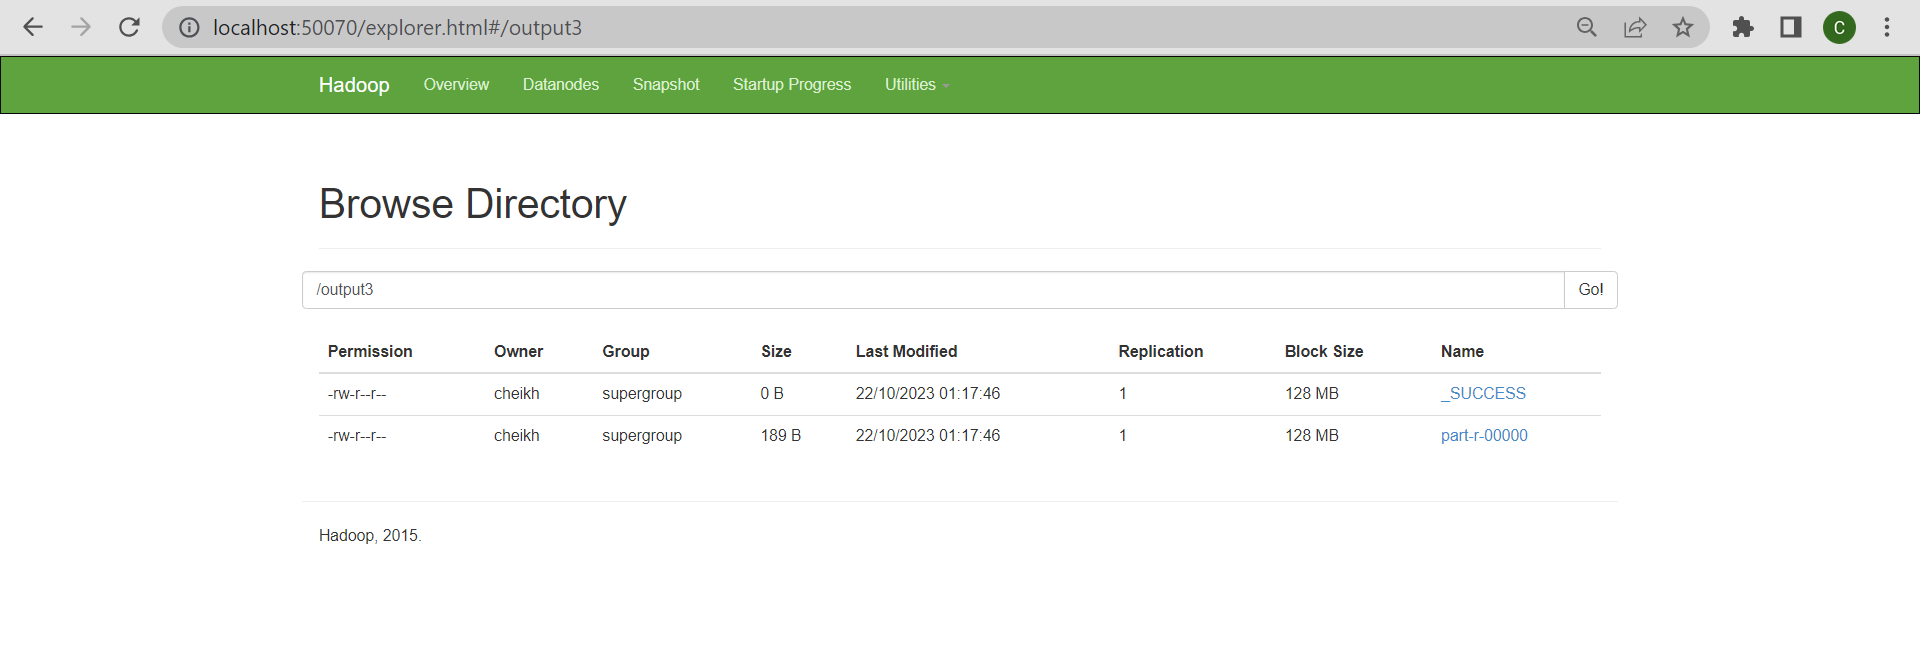 localhost:50070/explorer.html#/output3
C
Hadoop Overview Datanodes Snapshot Startup Progress Utilities
Browse Directory
/output3 Go!
Permission Owner Group Size Last Modified Replication Block Size Name
-rw-r--r-- cheikh supergroup 0 B 22/10/2023 01:17:46 1 128 MB _SUCCESS
-rw-r--r-- cheikh supergroup 189 B 22/10/2023 01:17:46 1 128 MB part-r-00000
Hadoop, 2015.